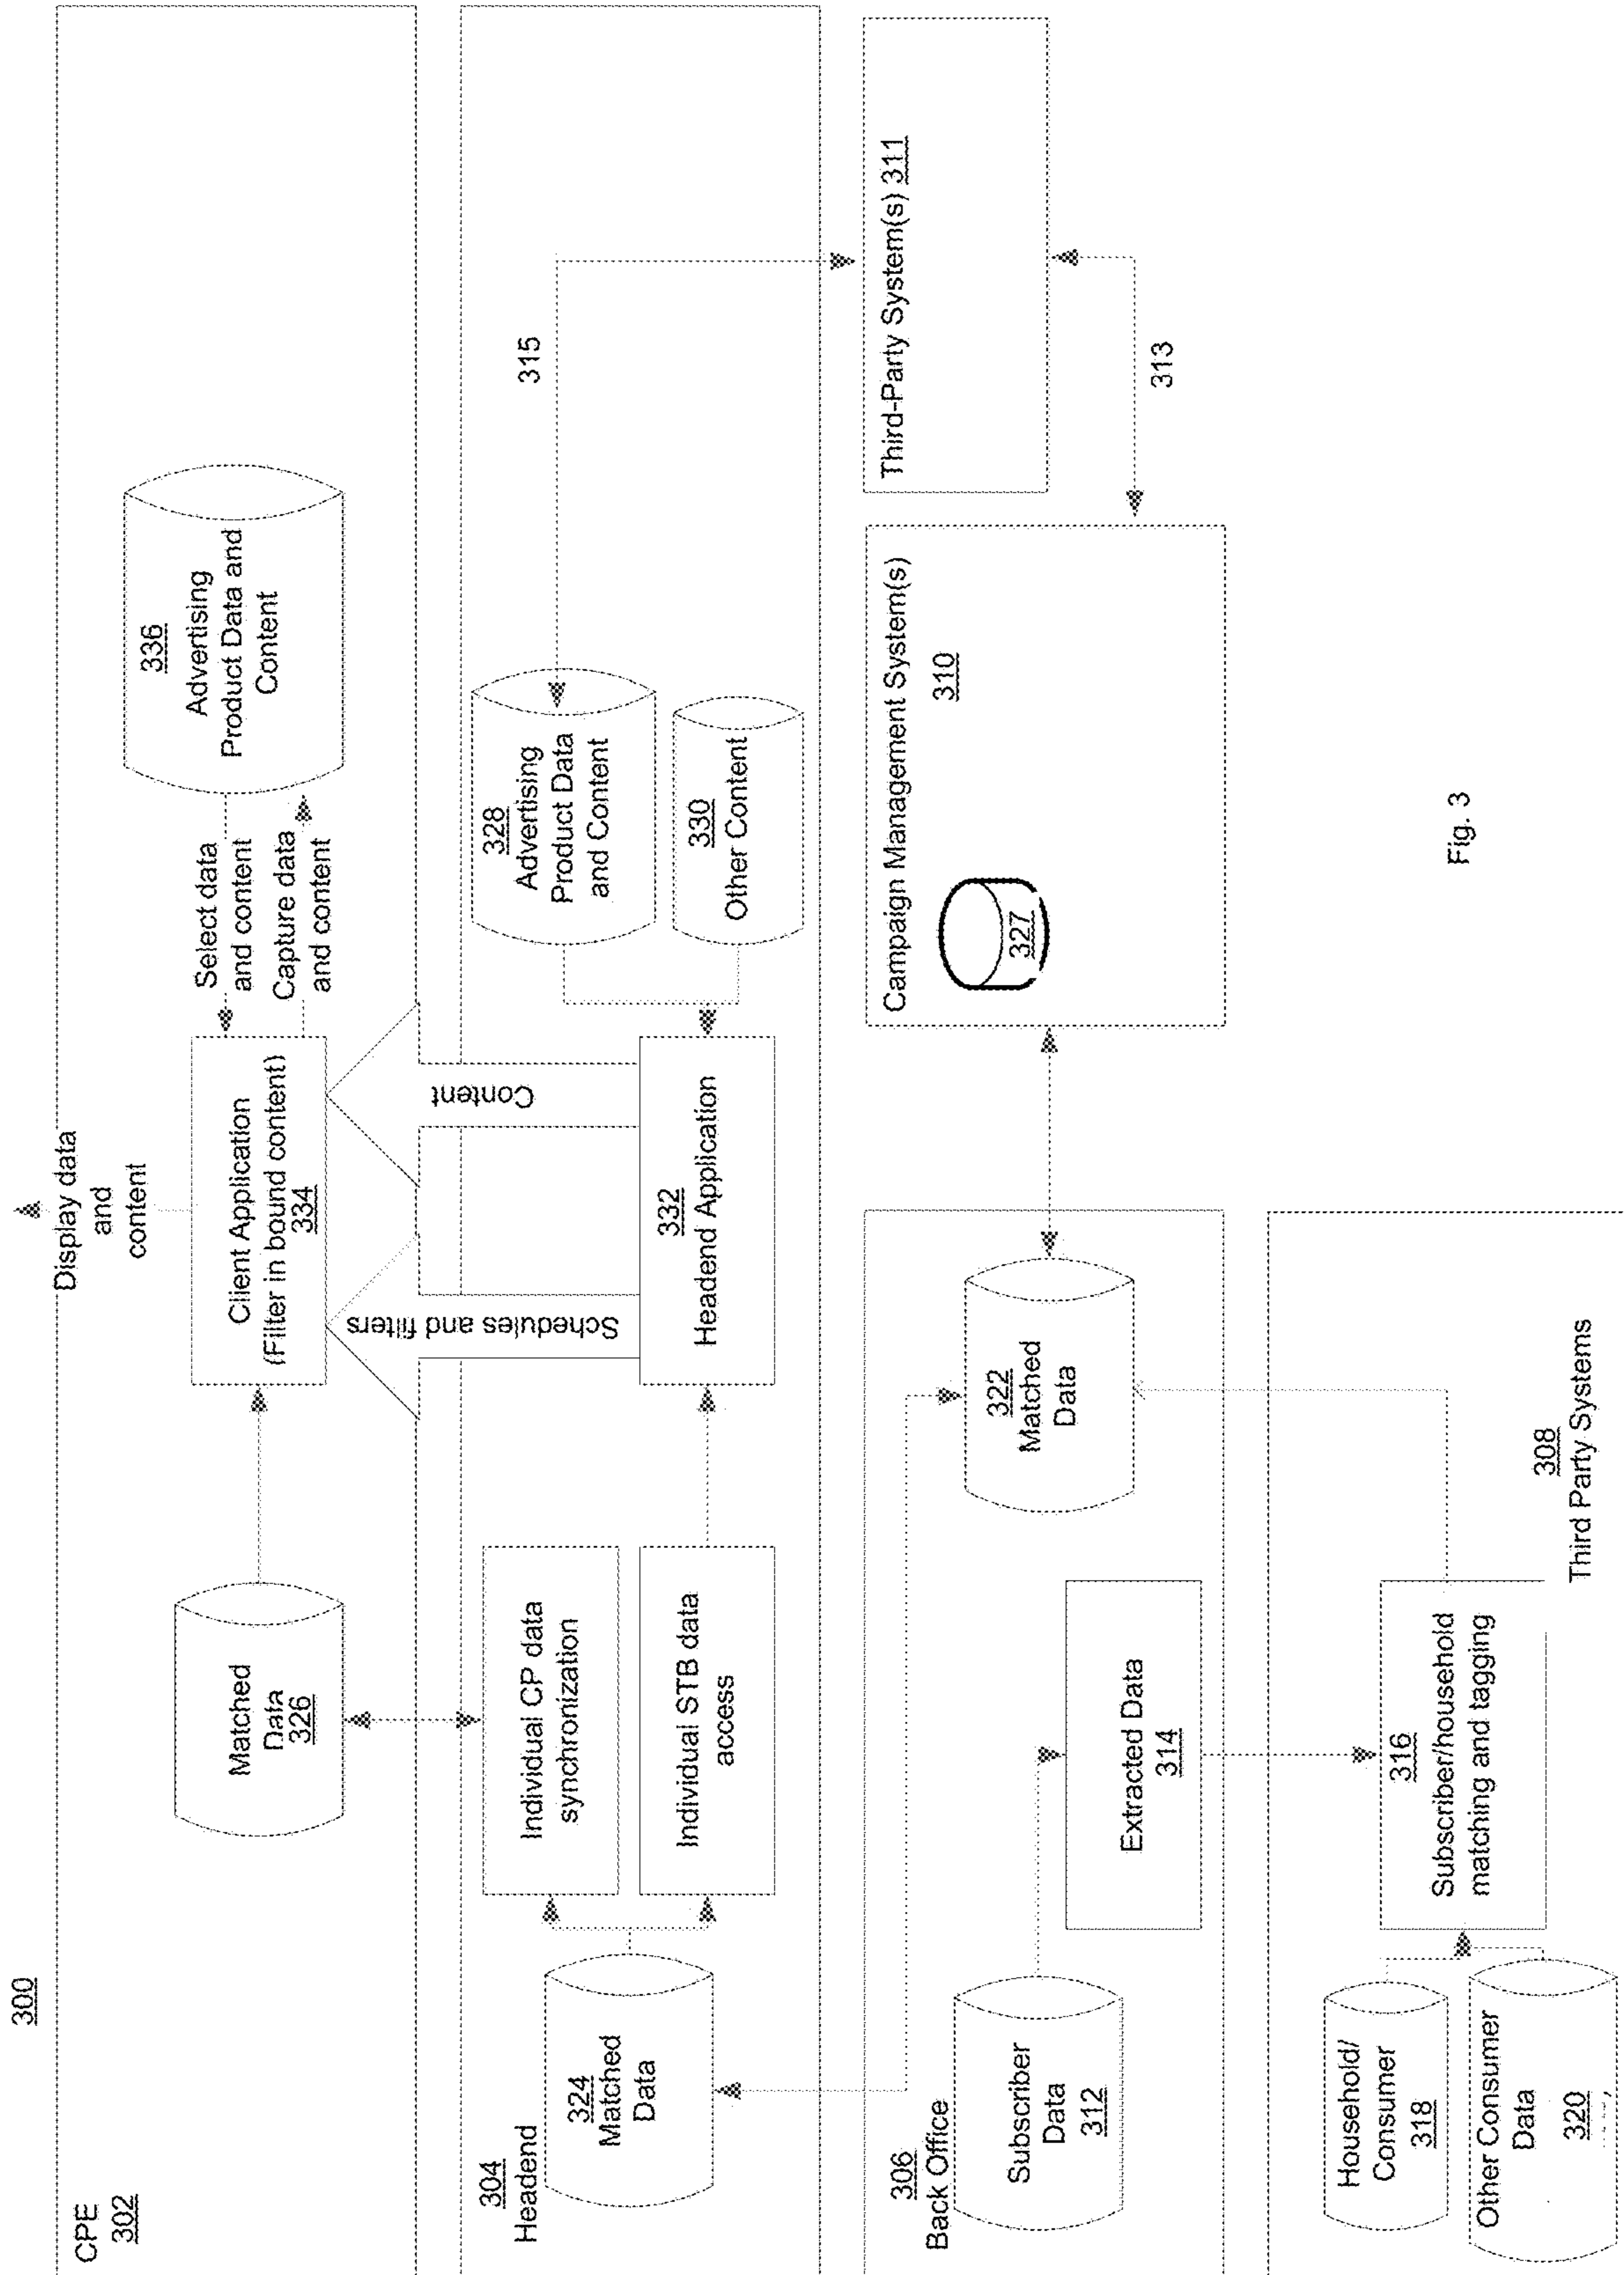 300
CPE
302
Matched
Data
326
Client Application
(Filter in bound content)
334
Display data
and
content
Select data
and content
Capture data
and content
336
Advertising
Product Data and
Content
304
Headend
324
Matched
Data
Individual CP data
synchronization
Individual STB data
access
Schedules and filters
Content
332
Headend Application
328
Advertising
Product Data
and Content
330
Other Content
315
306
Back Office
Subscriber
Data
312
Extracted Data
314
322
Matched
Data
Campaign Management System(s)
310
327
Third-Party System(s) 311
313
Household/
Consumer
318
Other Consumer
Data
320
316
Subscriber/household
matching and tagging
308
Third Party Systems
Fig. 3